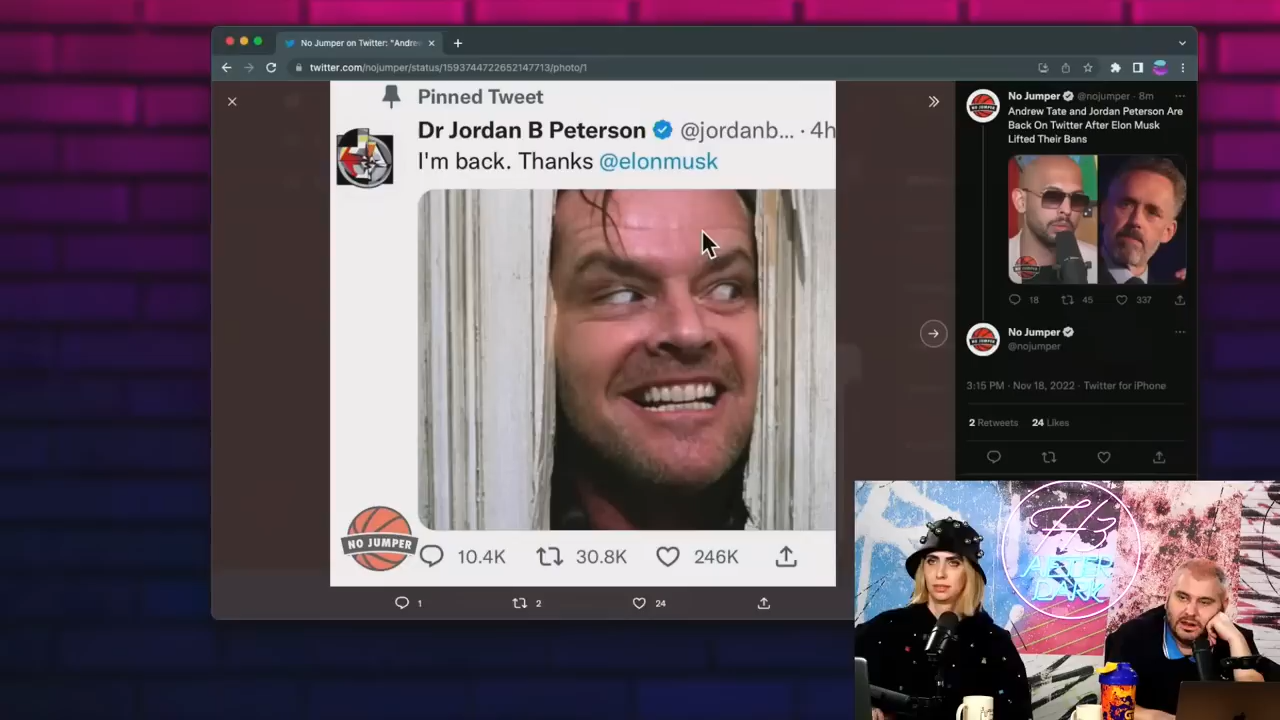 No Jumper on Twitter: "Andre
twitter.com/nojumper/status/1593744722652147713/photo/1
Pinned Tweet
Dr Jordan B Peterson @jordanb... · 4h
I'm back. Thanks @elonmusk
NO JUMPER
10.4K 30.8K 246K
1 2 24
No Jumper @nojumper · 8m
Andrew Tate and Jordan Peterson Are
Back On Twitter After Elon Musk
Lifted Their Bans
18 45 337
No Jumper
@nojumper
3:15 PM · Nov 18, 2022 · Twitter for iPhone
2 Retweets 24 Likes
H3
AFTER
DARK